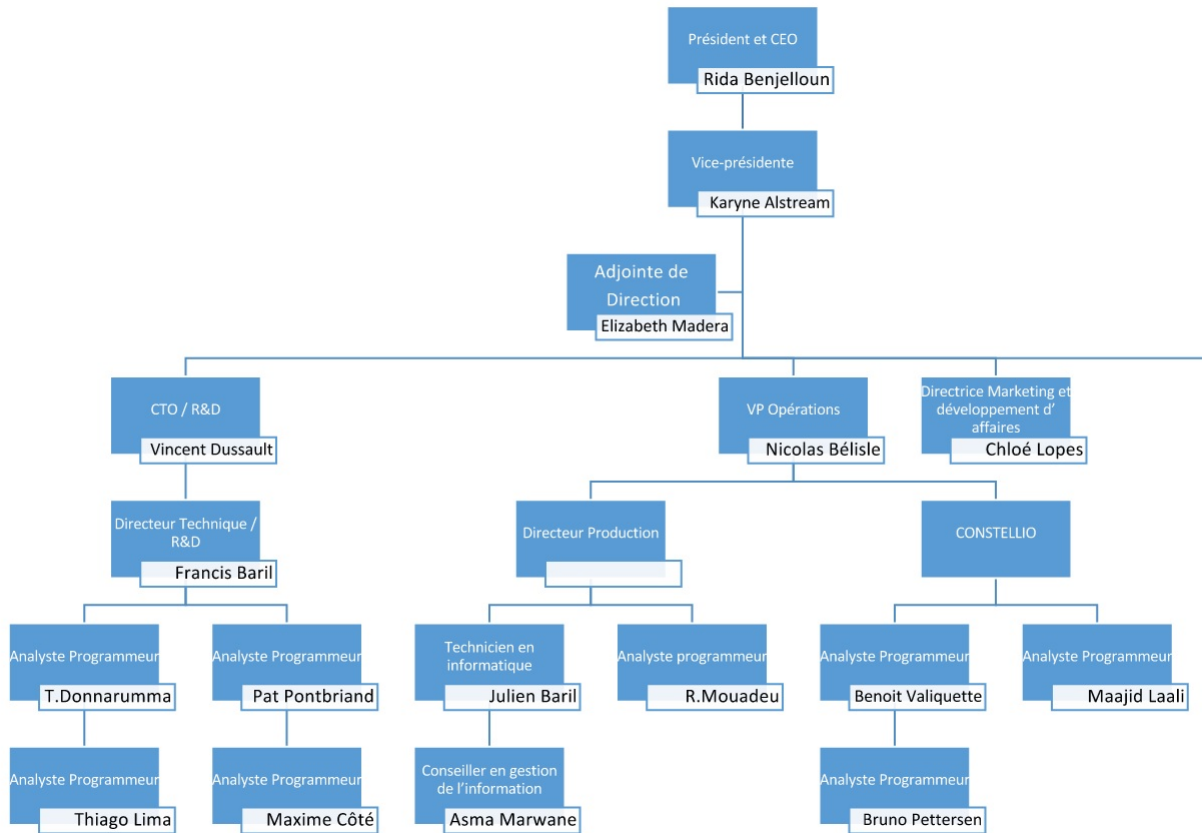 Président et CEO
Rida Benjelloun
Vice-présidente
Karyne Alstream
Adjointe de
Direction
Elizabeth Madera
CTO / R&D
Vincent Dussault
VP Opérations
Nicolas Bélisle
Directrice Marketing et
développement d’
affaires
Chloé Lopes
Directeur Technique /
R&D
Francis Baril
Directeur Production
CONSTELLIO
Analyste Programmeur
T.Donnarumma
Analyste Programmeur
Pat Pontbriand
Technicien en
informatique
Julien Baril
Analyste programmeur
R.Mouadeu
Analyste Programmeur
Benoit Valiquette
Analyste Programmeur
Maajid Laali
Analyste Programmeur
Thiago Lima
Analyste Programmeur
Maxime Côté
Conseiller en gestion
de l’information
Asma Marwane
Analyste Programmeur
Bruno Pettersen